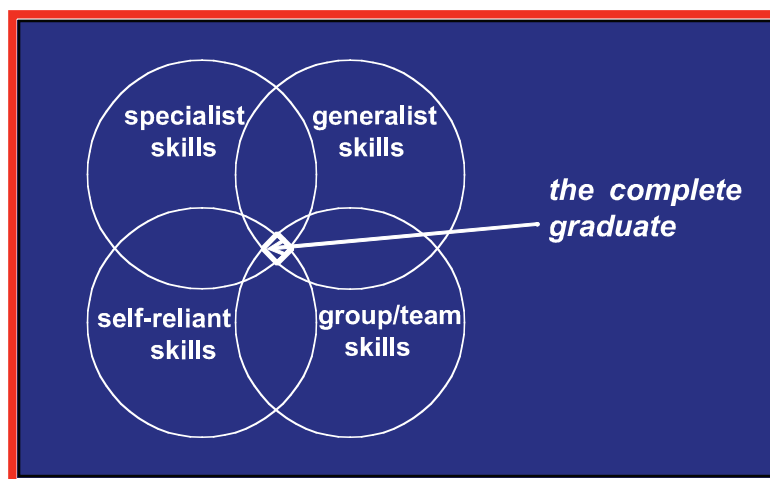 specialist
skills
generalist
skills
the complete
graduate
self-reliant
skills
group/team
skills